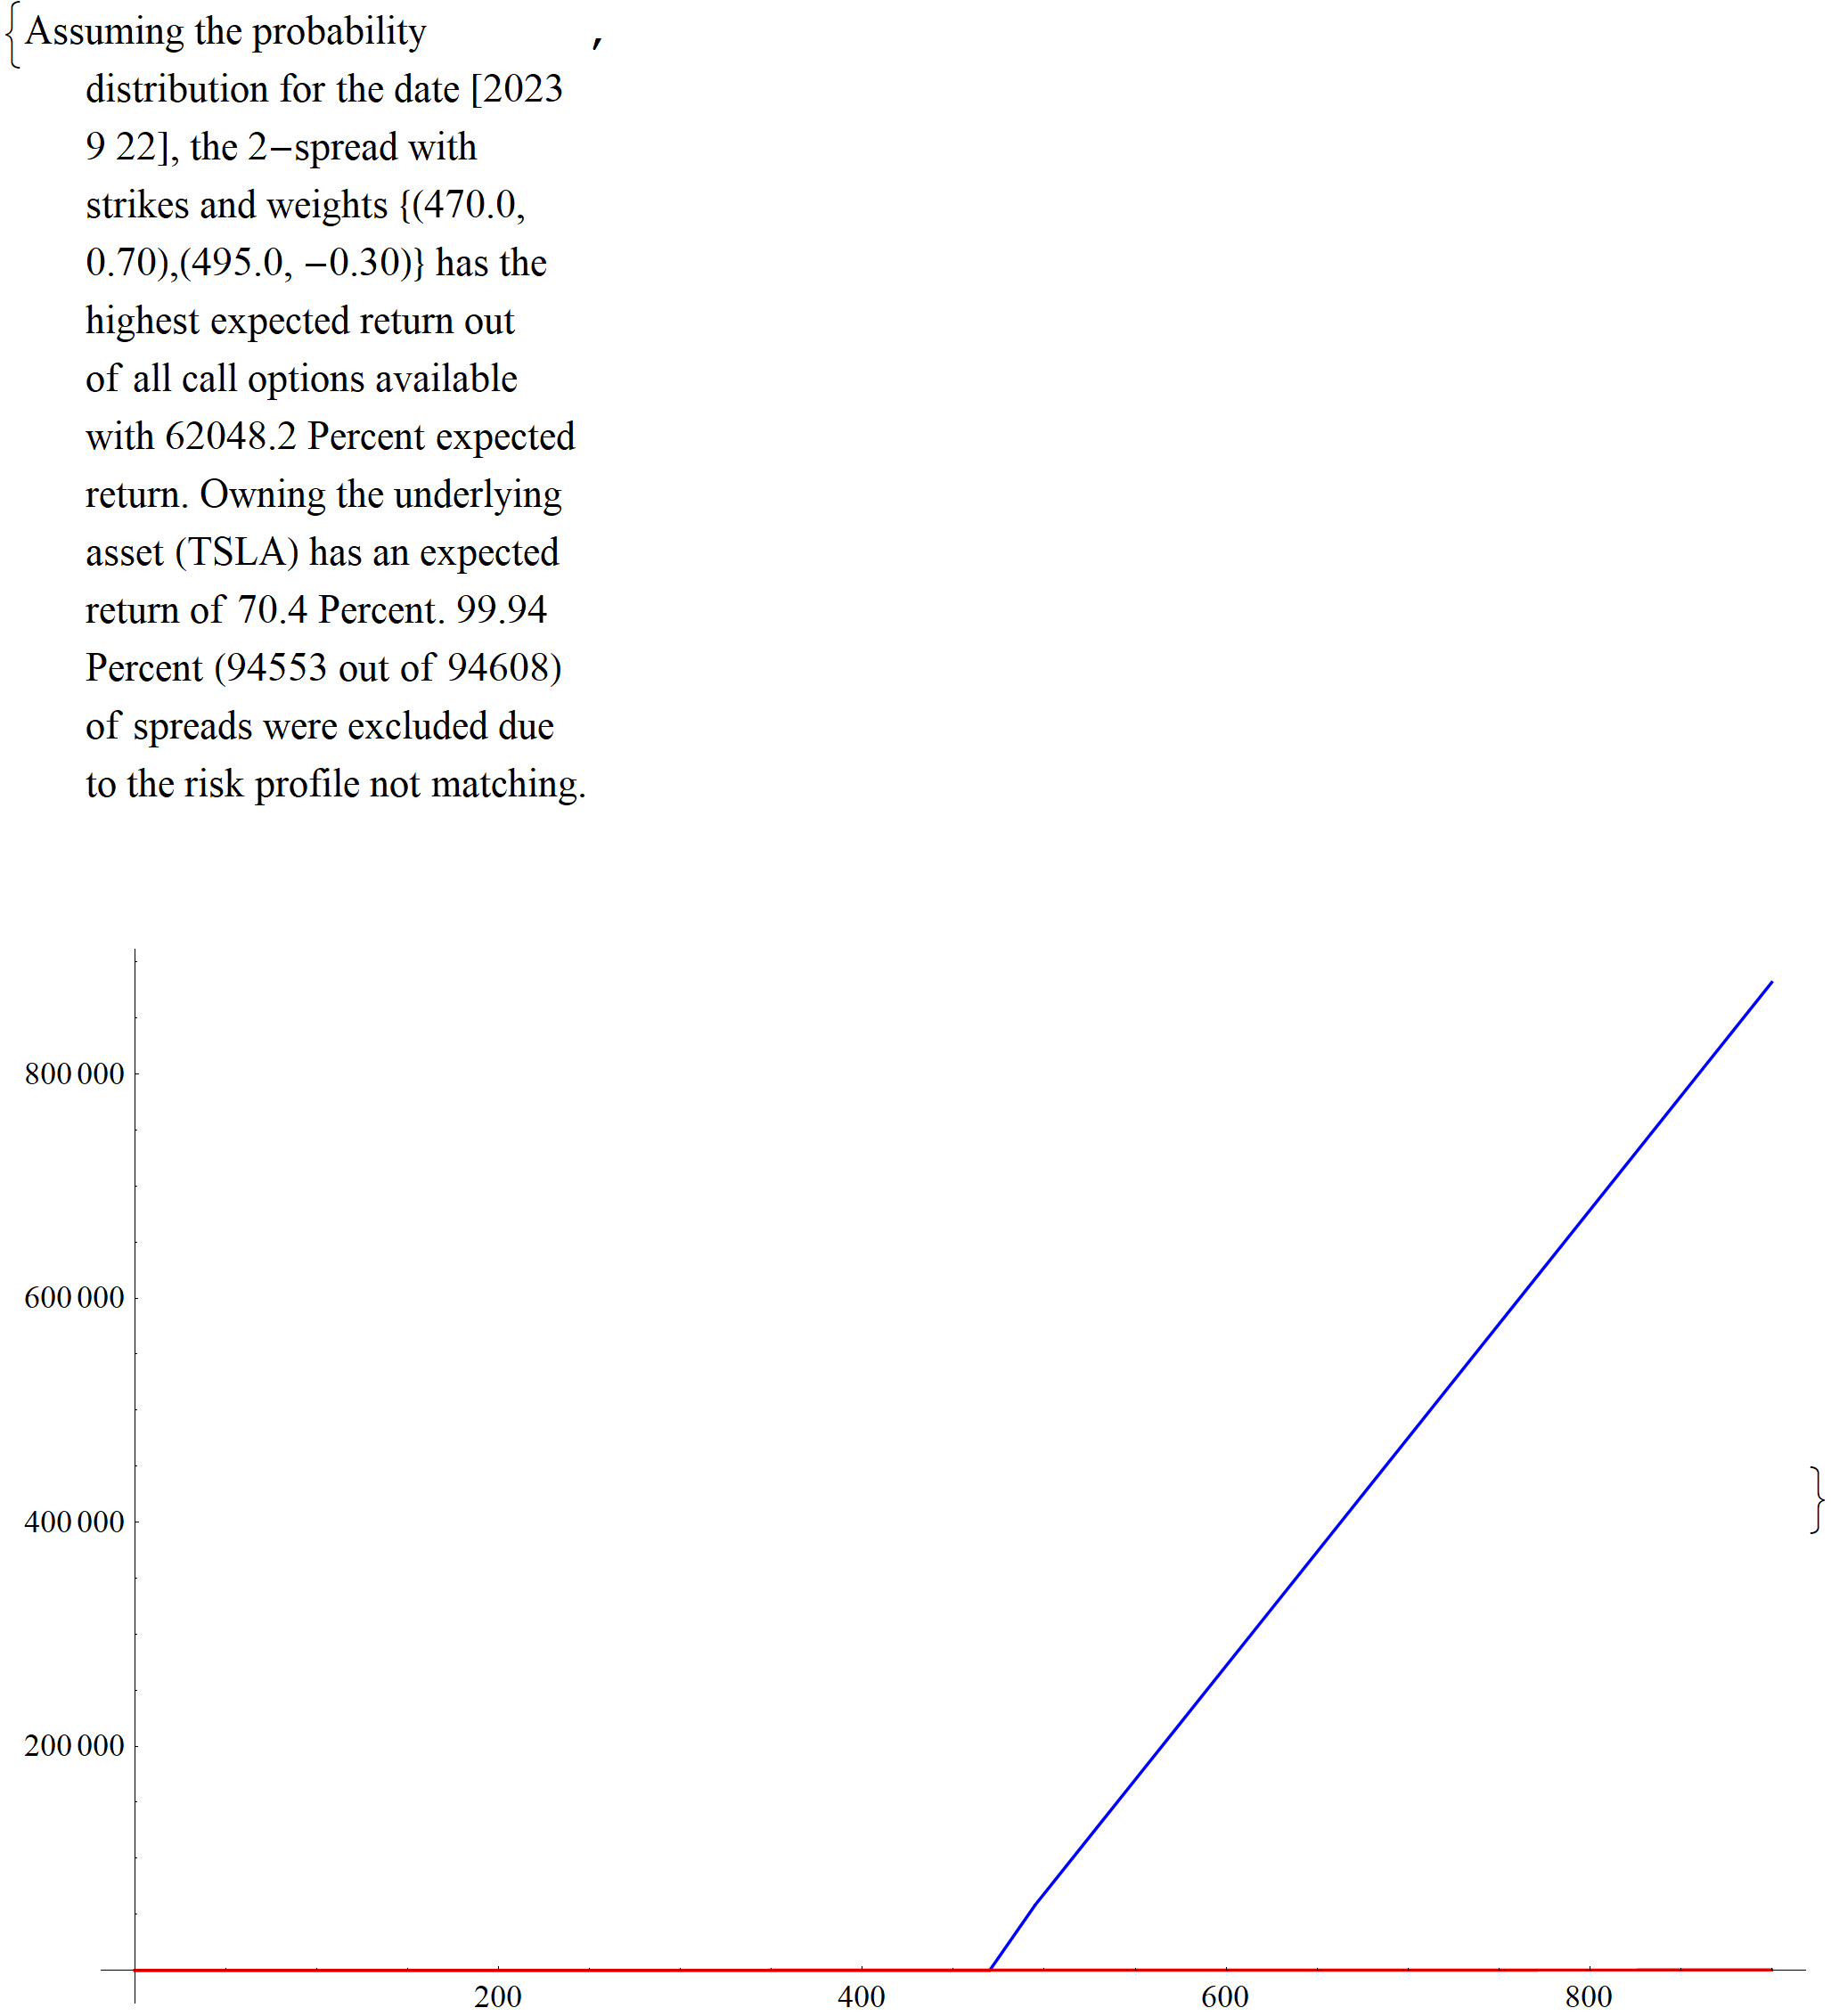 {Assuming the probability ,
distribution for the date [2023
9 22], the 2−spread with
strikes and weights {(470.0,
0.70),(495.0, −0.30)} has the
highest expected return out
of all call options available
with 62048.2 Percent expected
return. Owning the underlying
asset (TSLA) has an expected
return of 70.4 Percent. 99.94
Percent (94553 out of 94608)
of spreads were excluded due
to the risk profile not matching.
800 000
600 000
400 000
}
200 000
200 400 600 800